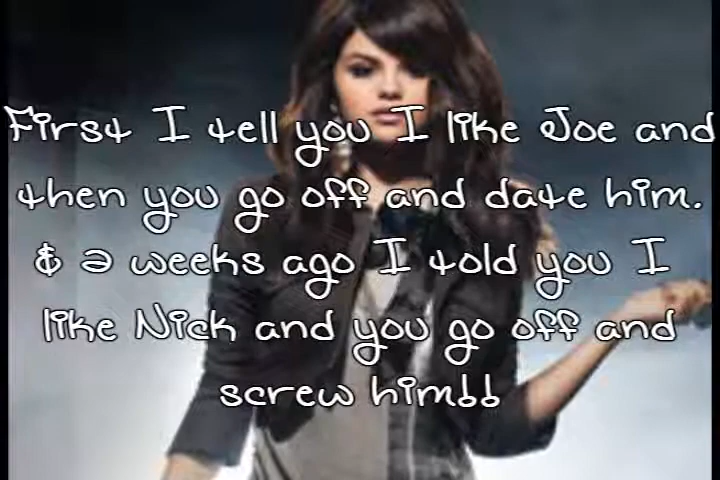 First I tell you I like Joe and
then you go off and date him.
& 2 weeks ago I told you I
like Nick and you go off and
screw him!!